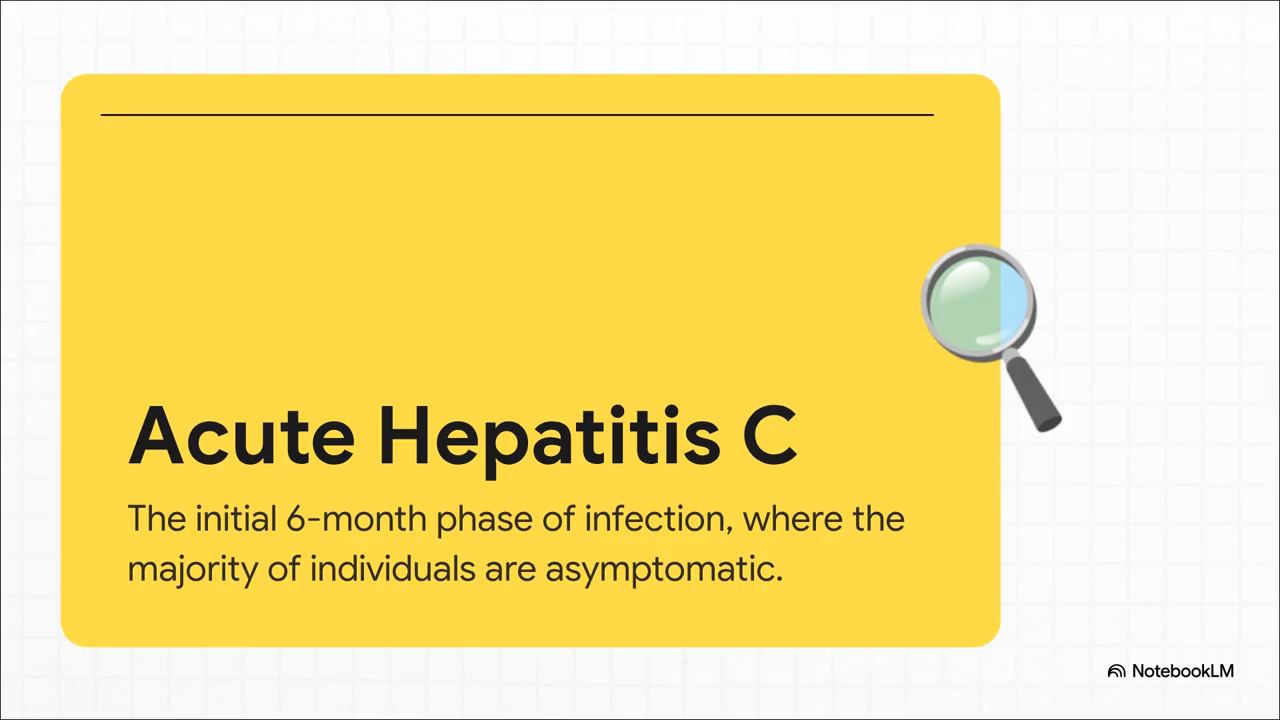 Acute Hepatitis C
The initial 6-month phase of infection, where the
majority of individuals are asymptomatic.
NotebookLM